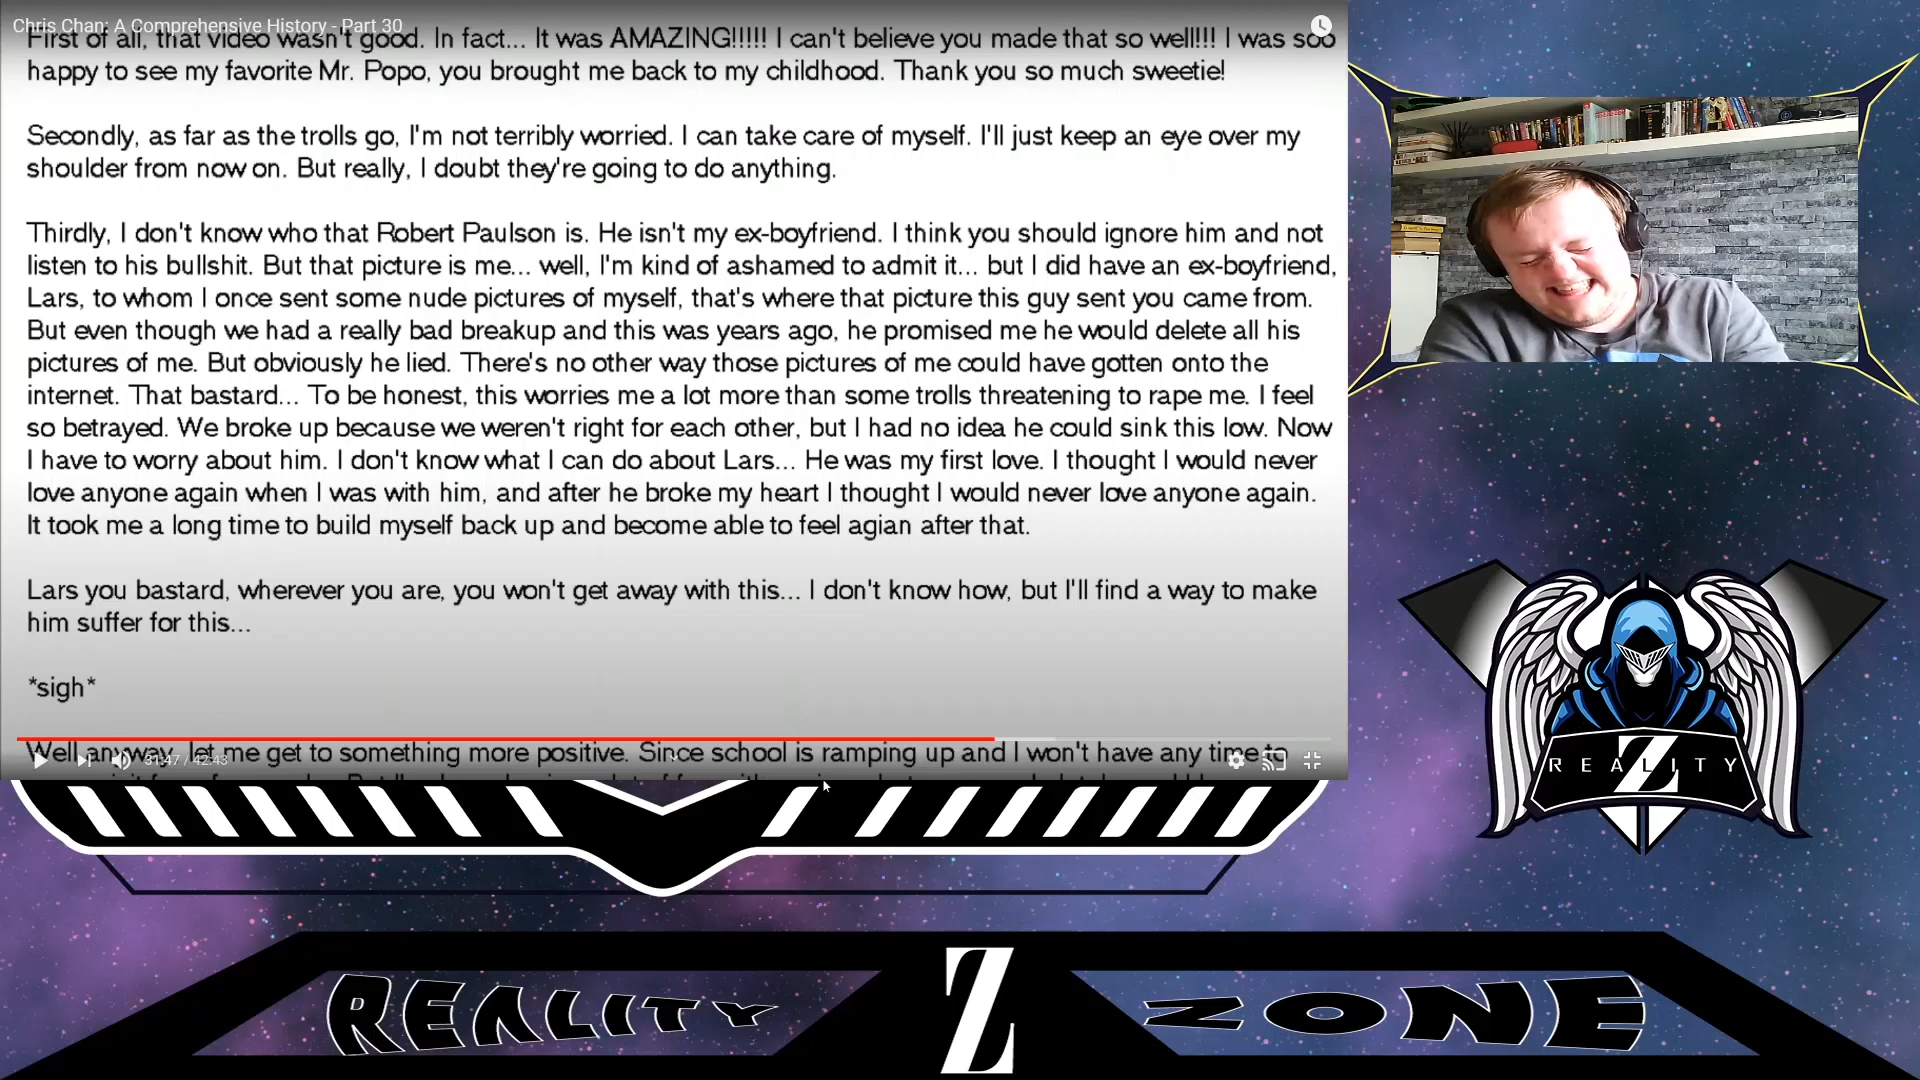 Chris Chan: A Comprehensive History - Part 30
First of all, that video wasn't good. In fact... It was AMAZING!!!!! I can't believe you made that so well!!! I was soo
happy to see my favorite Mr. Popo, you brought me back to my childhood. Thank you so much sweetie!
Secondly, as far as the trolls go, I'm not terribly worried. I can take care of myself. I'll just keep an eye over my
shoulder from now on. But really, I doubt they're going to do anything.
Thirdly, I don't know who that Robert Paulson is. He isn't my ex-boyfriend. I think you should ignore him and not
listen to his bullshit. But that picture is me... well, I'm kind of ashamed to admit it... but I did have an ex-boyfriend,
Lars, to whom I once sent some nude pictures of myself, that's where that picture this guy sent you came from.
But even though we had a really bad breakup and this was years ago, he promised me he would delete all his
pictures of me. But obviously he lied. There's no other way those pictures of me could have gotten onto the
internet. That bastard... To be honest, this worries me a lot more than some trolls threatening to rape me. I feel
so betrayed. We broke up because we weren't right for each other, but I had no idea he could sink this low. Now
I have to worry about him. I don't know what I can do about Lars... He was my first love. I thought I would never
love anyone again when I was with him, and after he broke my heart I thought I would never love anyone again.
It took me a long time to build myself back up and become able to feel agian after that.
Lars you bastard, wherever you are, you won't get away with this... I don't know how, but I'll find a way to make
him suffer for this...
*sigh*
Well anyway, let me get to something more positive. Since school is ramping up and I won't have any time to
31:47 / 42:43
REALITY
Z
REALITY Z ZONE